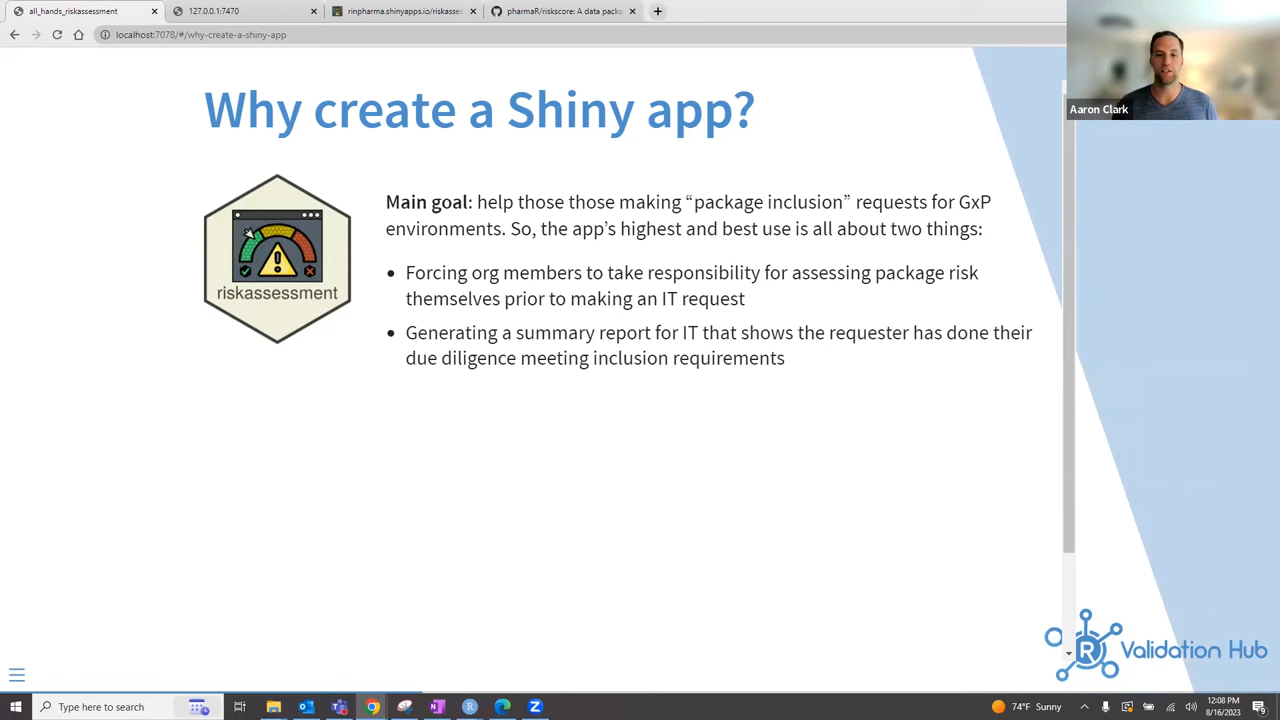 all_hands_riskassessment
127.0.0.1:7470
rinpharma.shinyapps.io/riskasses
pharmaR/riskscore: A data packa
localhost:7078/#/why-create-a-shiny-app
Aaron Clark
Why create a Shiny app?
riskassessment
Main goal: help those those making “package inclusion” requests for GxP
environments. So, the app’s highest and best use is all about two things:
• Forcing org members to take responsibility for assessing package risk
themselves prior to making an IT request
• Generating a summary report for IT that shows the requester has done their
due diligence meeting inclusion requirements
R Validation Hub
Type here to search
74°F Sunny
12:08 PM
8/16/2023